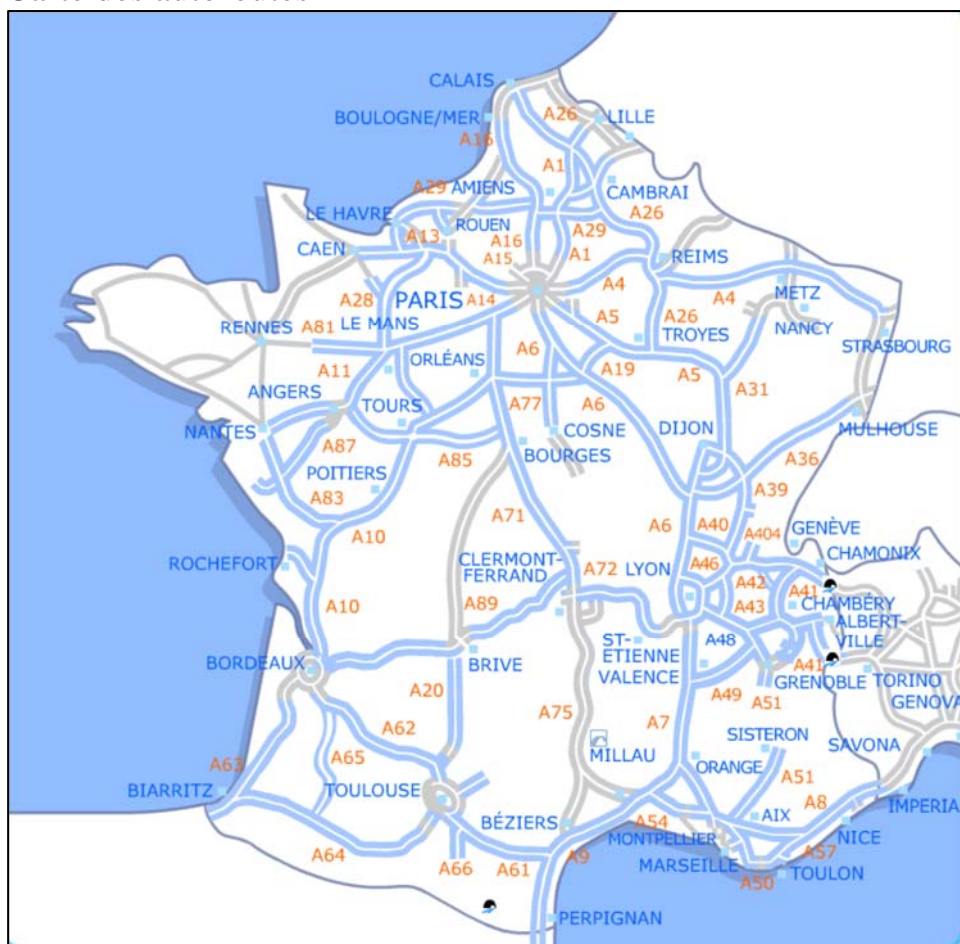 CALAIS
BOULOGNE/MER
A26
LILLE
A16
A1
A29
AMIENS
CAMBRAI
LE HAVRE
ROUEN
A26
CAEN
A13
A16
A29
A15
A1
REIMS
A28
PARIS
A14
A4
A4
METZ
RENNES
A81
LE MANS
A5
A26
TROYES
NANCY
STRASBOURG
ORLÉANS
A6
A11
A19
A5
A31
ANGERS
TOURS
A77
A6
NANTES
COSNE
DIJON
MULHOUSE
A87
A85
BOURGES
A36
POITIERS
A83
A39
A10
A71
A6
A40
A404
GENÈVE
ROCHEFORT
CLERMONT-
FERRAND
A72
LYON
A46
CHAMONIX
A10
A89
A42
A43
A41
CHAMBÉRY
ALBERT-
VILLE
BORDEAUX
BRIVE
ST-
ETIENNE
A48
A41
VALENCE
GRENOBLE
TORINO
A20
A49
A51
GENOVA
A75
A7
A62
SISTERON
A65
MILLAU
SAVONA
A63
ORANGE
A51
BIARRITZ
TOULOUSE
A8
IMPERIA
BÉZIERS
A54
AIX
NICE
A64
A66
A61
A9
MONTPELLIER
MARSEILLE
A57
A50
TOULON
PERPIGNAN